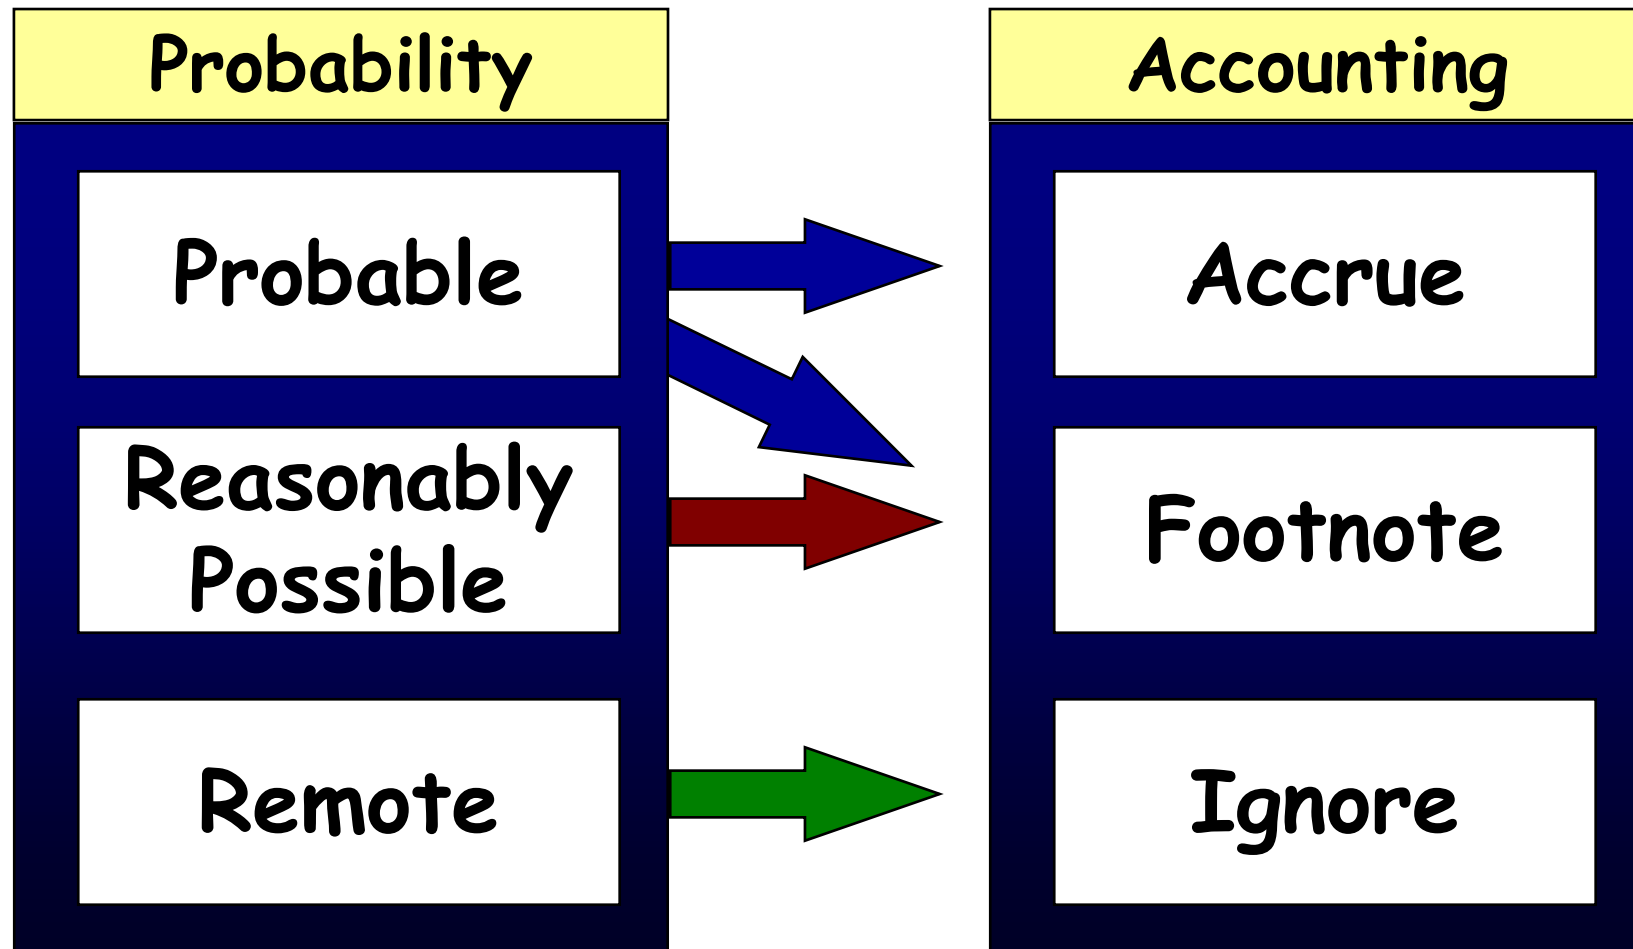 Probability
Accounting
Probable
Accrue
Reasonably
Possible
Footnote
Remote
Ignore